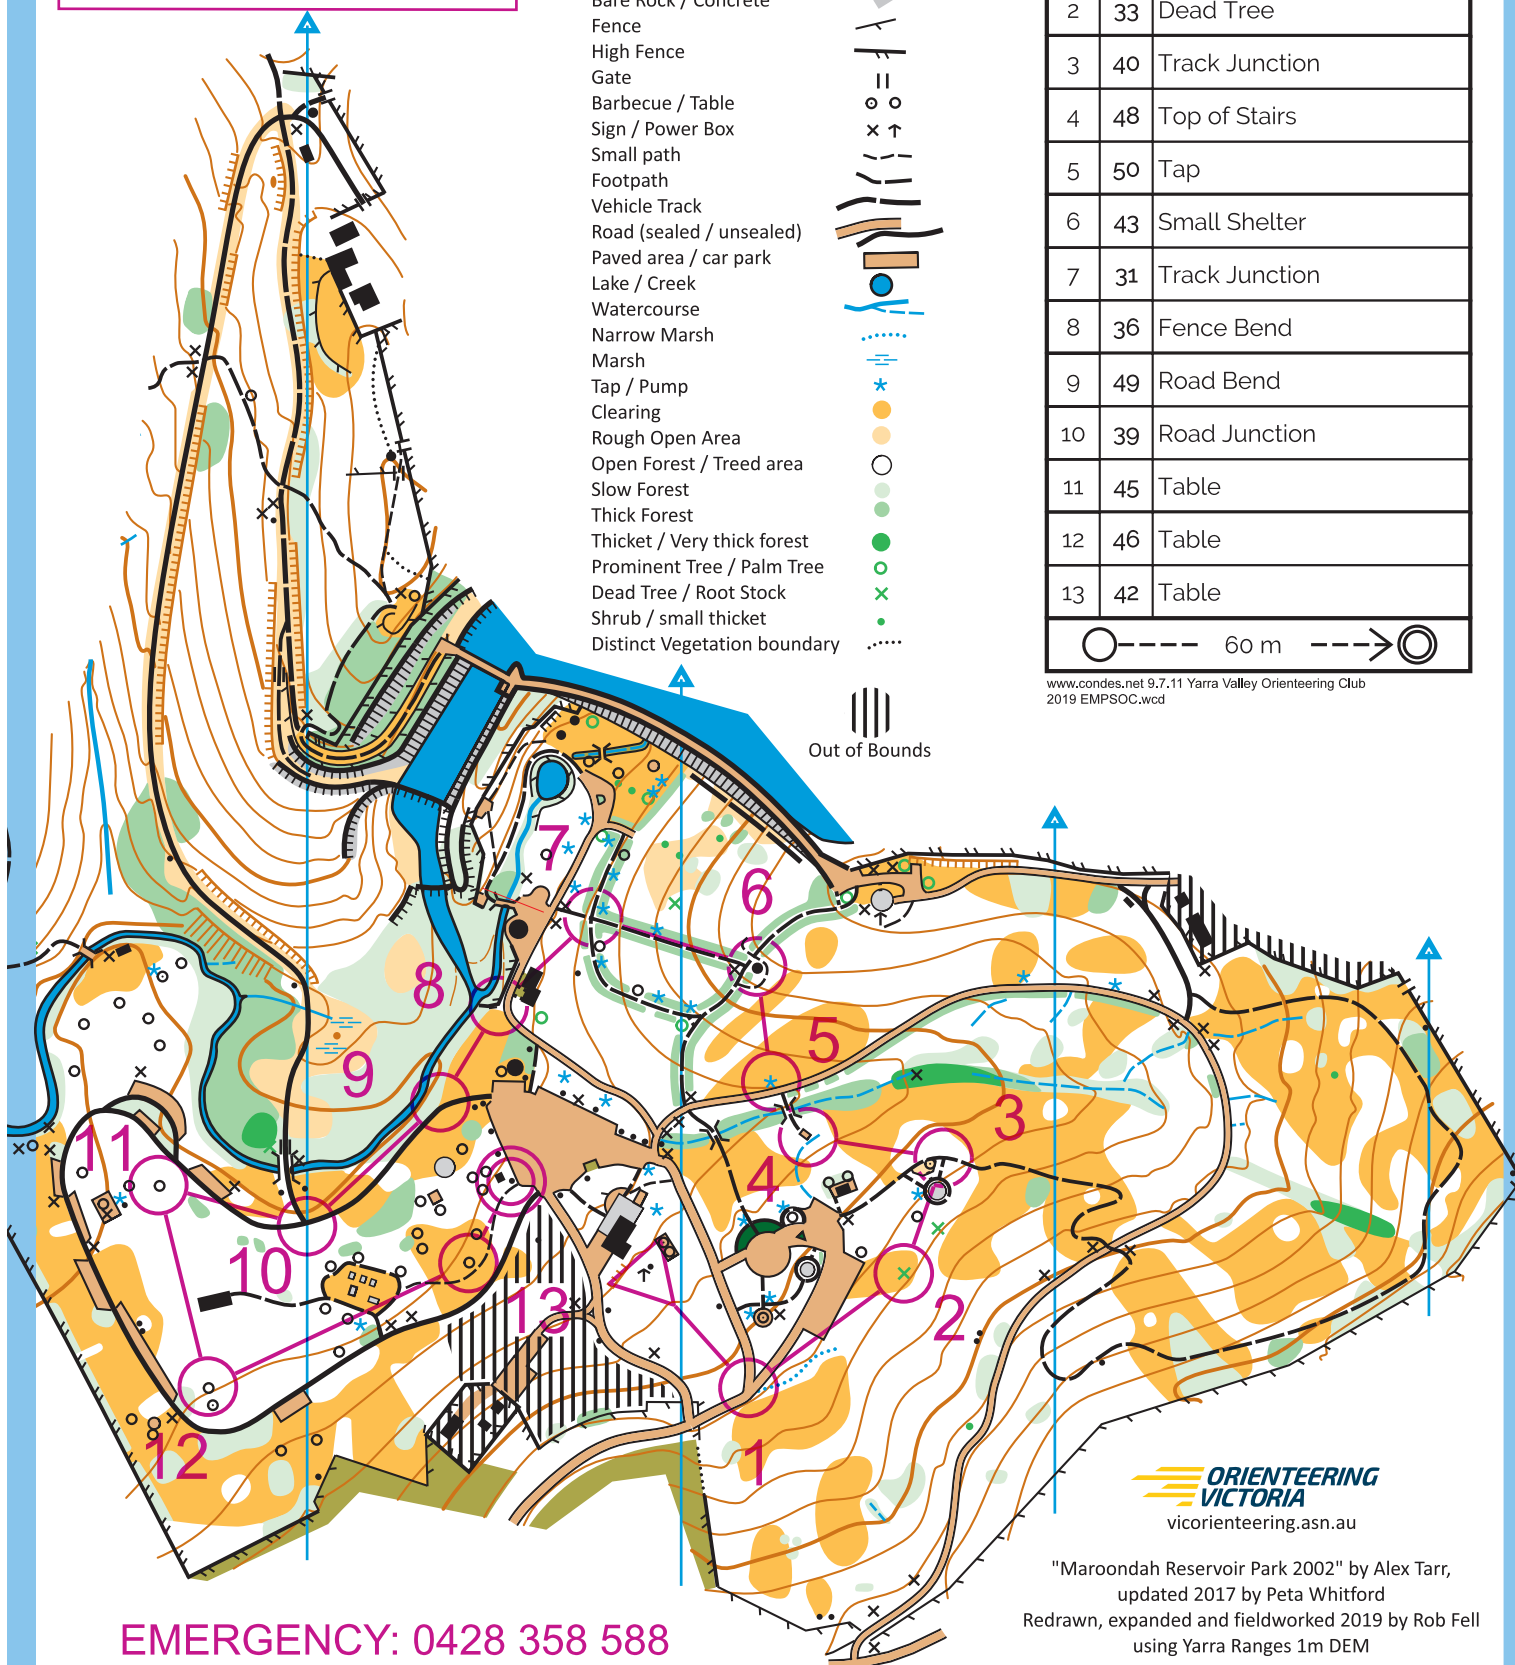 Bare Rock / Concrete
Fence
High Fence
Gate
Barbecue / Table
Sign / Power Box
Small path
Footpath
Vehicle Track
Road (sealed / unsealed)
Paved area / car park
Lake / Creek
Watercourse
Narrow Marsh
Marsh
Tap / Pump
Clearing
Rough Open Area
Open Forest / Treed area
Slow Forest
Thick Forest
Thicket / Very thick forest
Prominent Tree / Palm Tree
Dead Tree / Root Stock
Shrub / small thicket
Distinct Vegetation boundary
Out of Bounds
2 33 Dead Tree
3 40 Track Junction
4 48 Top of Stairs
5 50 Tap
6 43 Small Shelter
7 31 Track Junction
8 36 Fence Bend
9 49 Road Bend
10 39 Road Junction
11 45 Table
12 46 Table
13 42 Table
60 m
www.condes.net 9.7.11 Yarra Valley Orienteering Club
2019 EMPSOC.wcd
7
6
8
5
9
3
11
4
10
13
2
12
1
ORIENTEERING
VICTORIA
vicorienteering.asn.au
"Maroondah Reservoir Park 2002" by Alex Tarr,
updated 2017 by Peta Whitford
Redrawn, expanded and fieldworked 2019 by Rob Fell
using Yarra Ranges 1m DEM
EMERGENCY: 0428 358 588